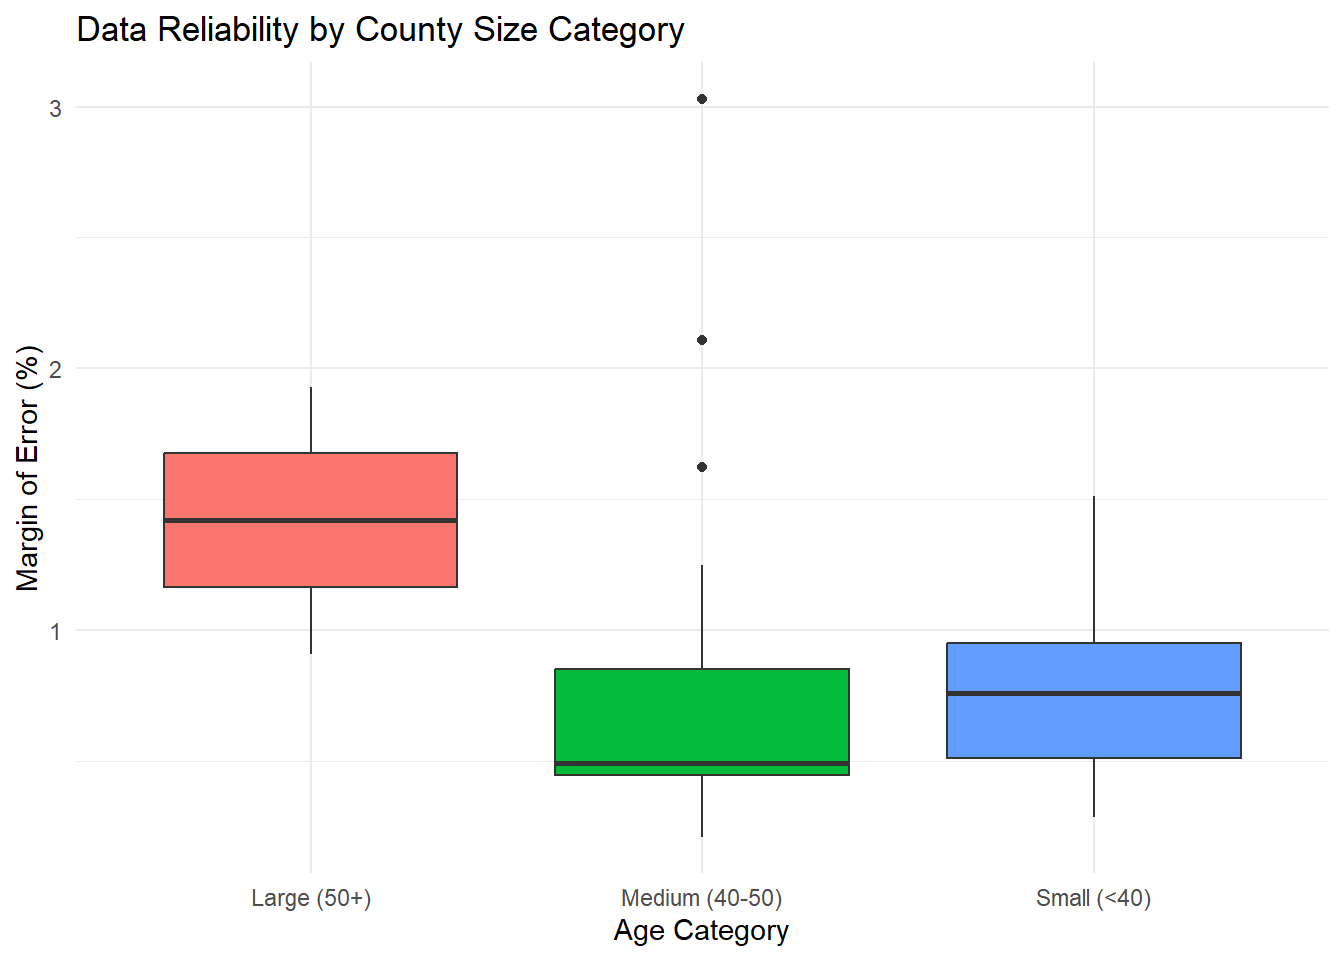 Data Reliability by County Size Category
Margin of Error (%)
3
2
1
Large (50+)
Medium (40-50)
Small (<40)
Age Category